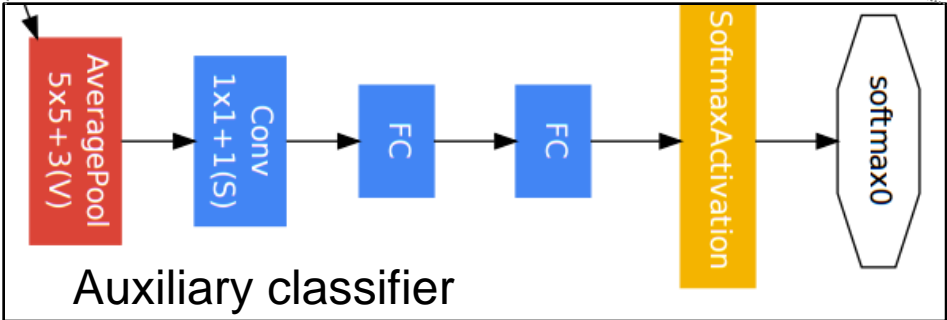 AveragePool
5x5+3(V)
Conv
1x1+1(S)
FC
FC
SoftmaxActivation
softmax0
Auxiliary classifier